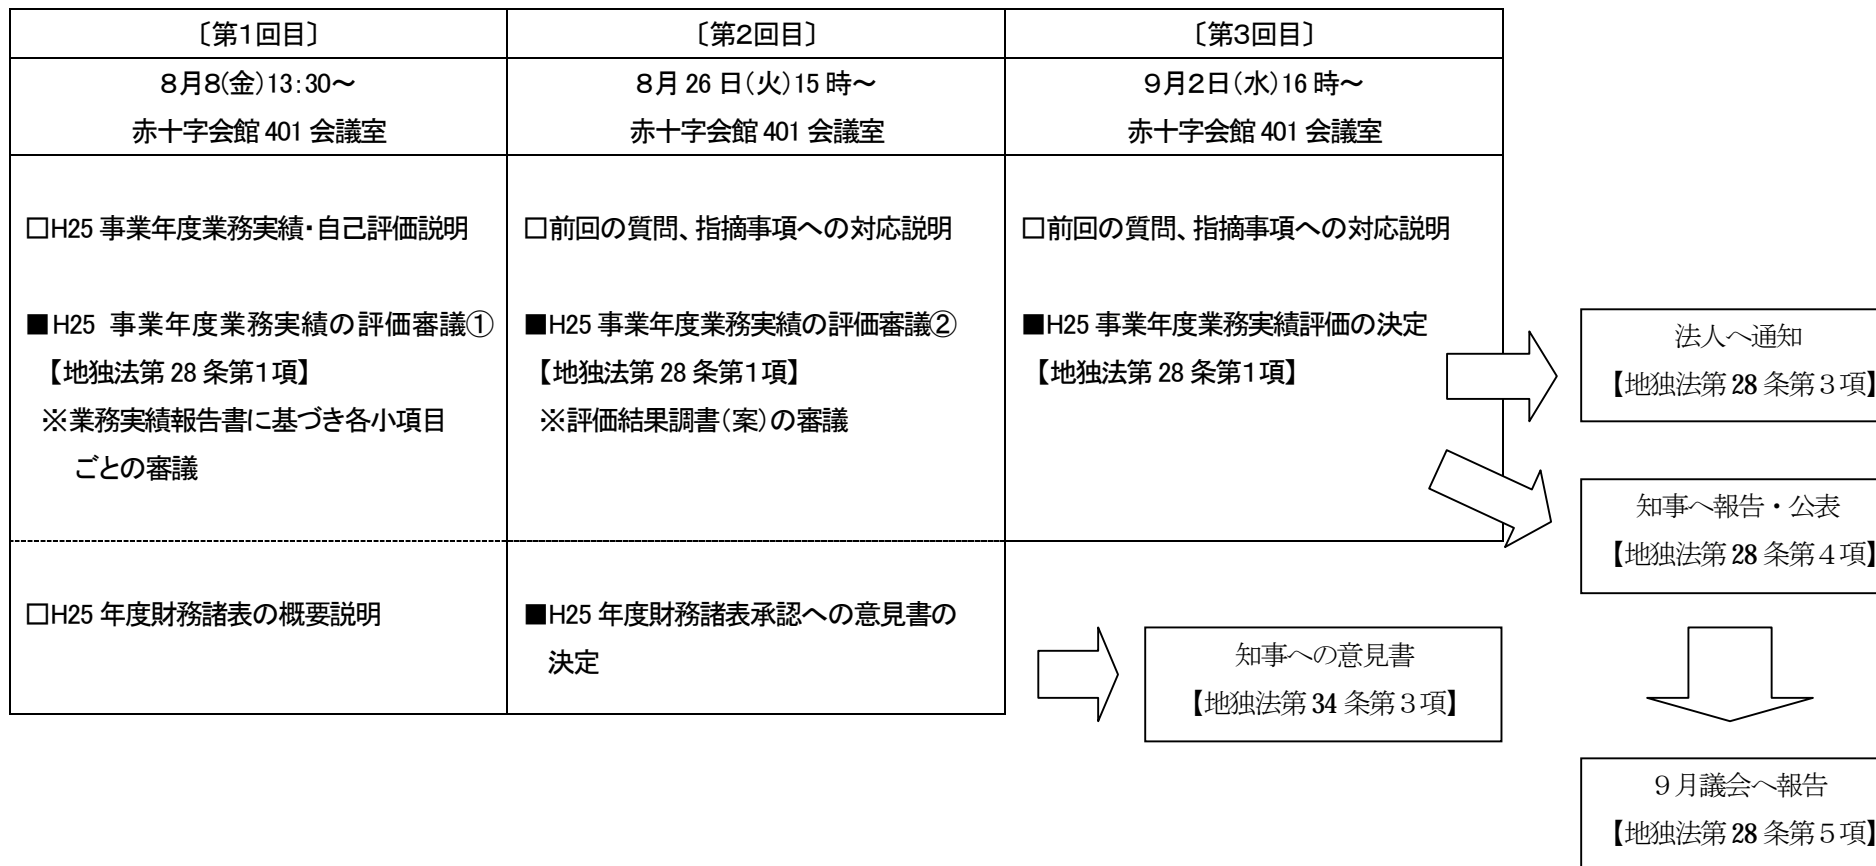 〔第1回目〕
8月8(金)13:30～
赤十字会館 401 会議室
□H25 事業年度業務実績・自己評価説明
■H25 事業年度業務実績の評価審議①
【地独法第 28 条第1項】
※業務実績報告書に基づき各小項目
ごとの審議
□H25 年度財務諸表の概要説明
〔第2回目〕
8月 26 日(火)15 時～
赤十字会館 401 会議室
□前回の質問、指摘事項への対応説明
■H25 事業年度業務実績の評価審議②
【地独法第 28 条第1項】
※評価結果調書(案)の審議
■H25 年度財務諸表承認への意見書の
決定
〔第3回目〕
9月2日(水)16 時～
赤十字会館 401 会議室
□前回の質問、指摘事項への対応説明
■H25 事業年度業務実績評価の決定
【地独法第 28 条第1項】
知事への意見書
【地独法第 34 条第３項】
法人へ通知
【地独法第 28 条第３項】
知事へ報告・公表
【地独法第 28 条第４項】
９月議会へ報告
【地独法第 28 条第５項】